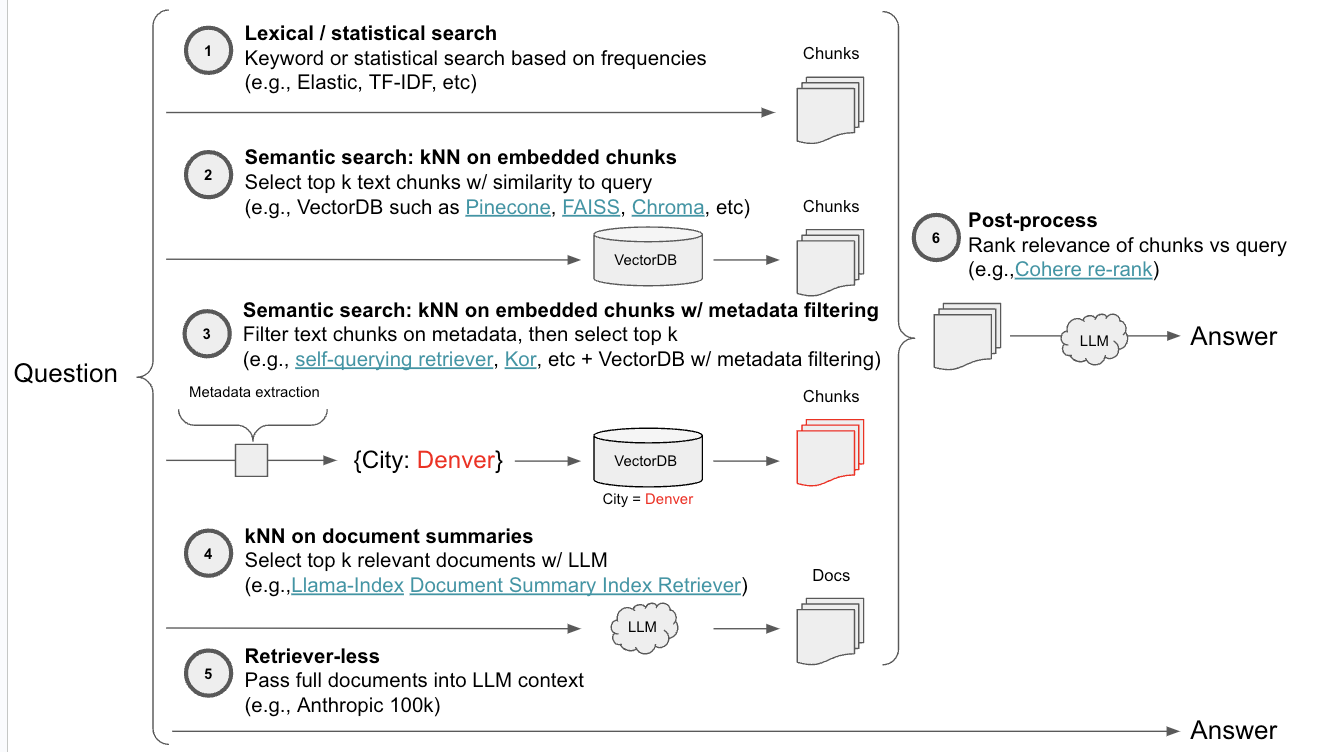 Question
1
Lexical / statistical search
Keyword or statistical search based on frequencies
(e.g., Elastic, TF-IDF, etc)
Chunks
2
Semantic search: kNN on embedded chunks
Select top k text chunks w/ similarity to query
(e.g., VectorDB such as Pinecone, FAISS, Chroma, etc)
VectorDB
Chunks
3
Semantic search: kNN on embedded chunks w/ metadata filtering
Filter text chunks on metadata, then select top k
(e.g., self-querying retriever, Kor, etc + VectorDB w/ metadata filtering)
Metadata extraction
{City: Denver}
VectorDB
City = Denver
Chunks
4
kNN on document summaries
Select top k relevant documents w/ LLM
(e.g.,Llama-Index Document Summary Index Retriever)
LLM
Docs
5
Retriever-less
Pass full documents into LLM context
(e.g., Anthropic 100k)
Answer
6
Post-process
Rank relevance of chunks vs query
(e.g.,Cohere re-rank)
LLM
Answer